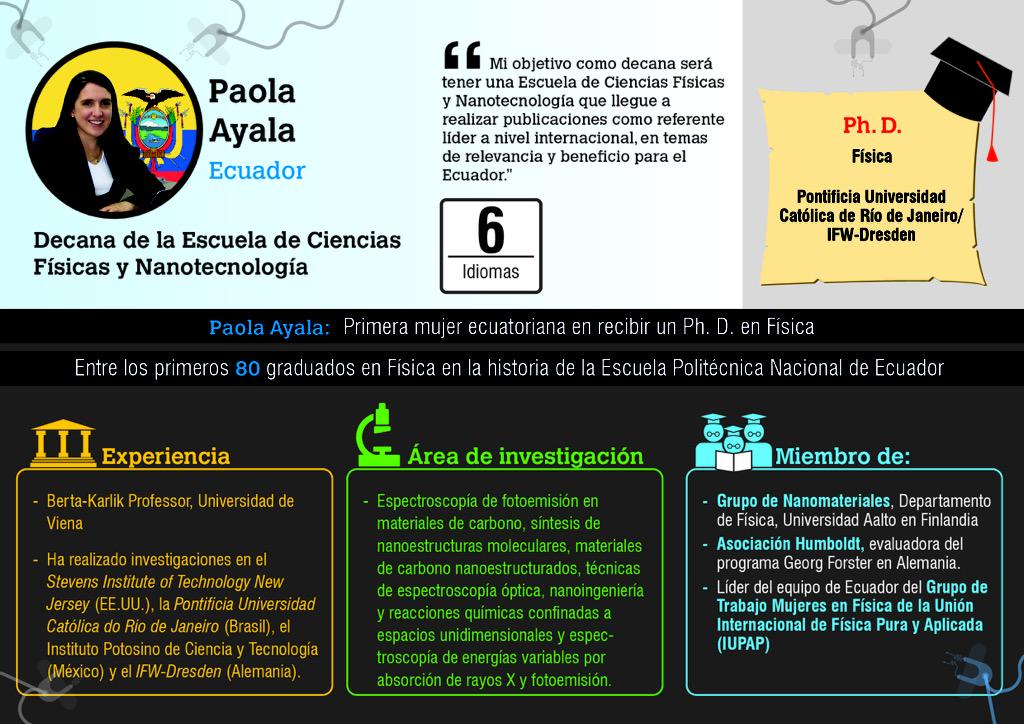 Paola
Ayala
Ecuador
Decana de la Escuela de Ciencias
Físicas y Nanotecnología
“ Mi objetivo como decana será
tener una Escuela de Ciencias Físicas
y Nanotecnología que llegue a
realizar publicaciones como referente
líder a nivel internacional, en temas
de relevancia y beneficio para el
Ecuador.”
6
Idiomas
Ph. D.
Física
Pontificia Universidad
Católica de Río de Janeiro/
IFW-Dresden
Paola Ayala: Primera mujer ecuatoriana en recibir un Ph. D. en Física
Entre los primeros 80 graduados en Física en la historia de la Escuela Politécnica Nacional de Ecuador
Experiencia
- Berta-Karlik Professor, Universidad de
Viena
- Ha realizado investigaciones en el
Stevens Institute of Technology New
Jersey (EE.UU.), la Pontificia Universidad
Católica do Río de Janeiro (Brasil), el
Instituto Potosino de Ciencia y Tecnología
(México) y el IFW-Dresden (Alemania).
Área de investigación
- Espectroscopía de fotoemisión en
materiales de carbono, síntesis de
nanoestructuras moleculares, materiales
de carbono nanoestructurados, técnicas
de espectroscopía óptica, nanoingeniería
y reacciones químicas confinadas a
espacios unidimensionales y espec-
troscopía de energías variables por
absorción de rayos X y fotoemisión.
Miembro de:
- Grupo de Nanomateriales, Departamento
de Física, Universidad Aalto en Finlandia
- Asociación Humboldt, evaluadora del
programa Georg Forster en Alemania.
- Líder del equipo de Ecuador del Grupo de
Trabajo Mujeres en Física de la Unión
Internacional de Física Pura y Aplicada
(IUPAP)